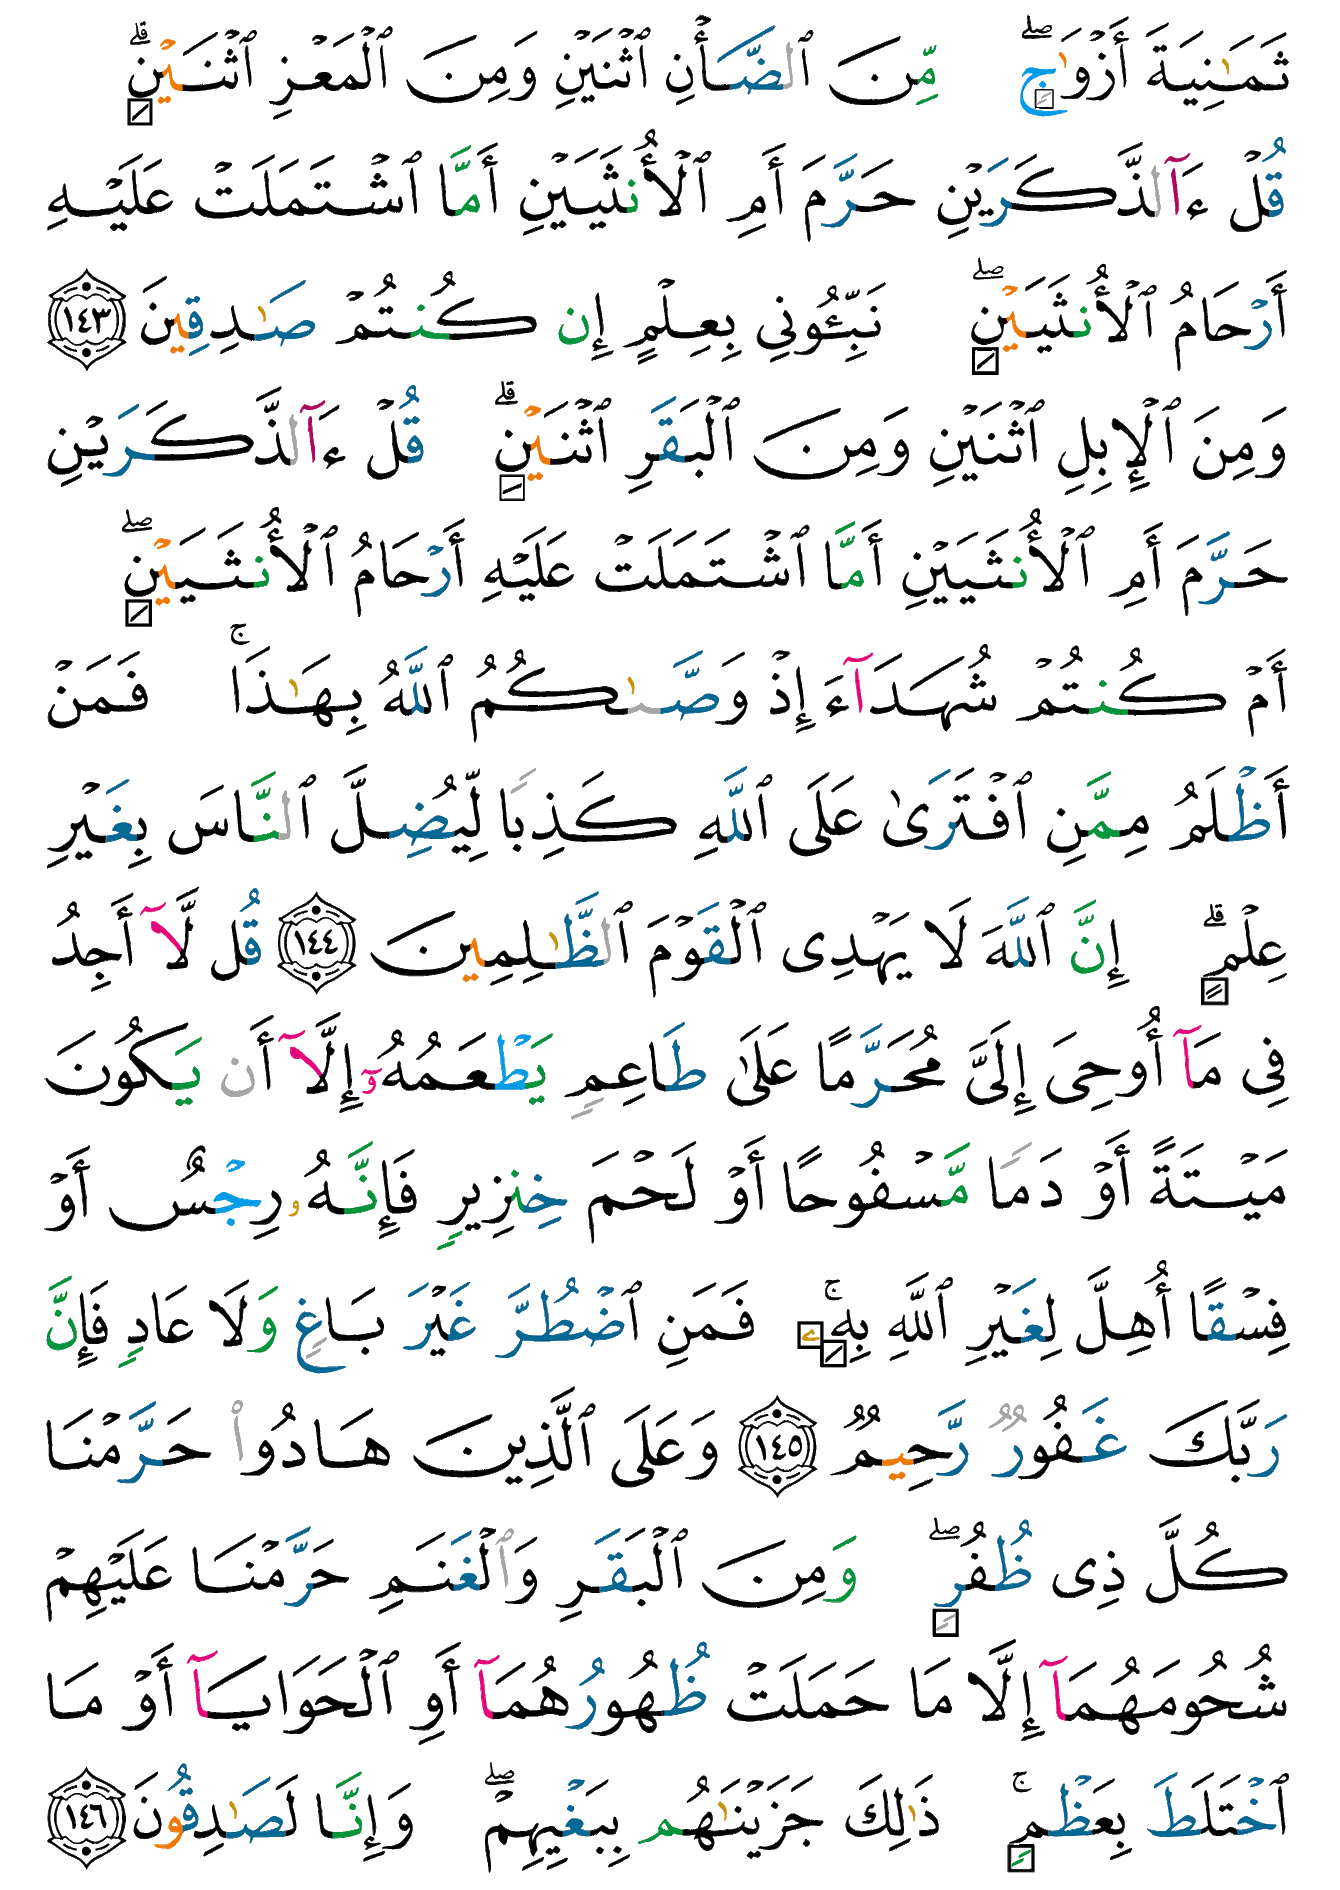 ثَمَـٰنِيَةَ أَزْوَٰجٍ ۖ مِّنَ ٱلضَّأْنِ ٱثْنَيْنِ وَمِنَ ٱلْمَعْزِ ٱثْنَيْنِ ۗ
قُلْ ءَآلذَّكَرَيْنِ حَرَّمَ أَمِ ٱلْأُنثَيَيْنِ أَمَّا ٱشْتَمَلَتْ عَلَيْهِ
أَرْحَامُ ٱلْأُنثَيَيْنِ ۖ نَبِّـُٔونِى بِعِلْمٍ إِن كُنتُمْ صَـٰدِقِينَ ١٤٣
وَمِنَ ٱلْإِبِلِ ٱثْنَيْنِ وَمِنَ ٱلْبَقَرِ ٱثْنَيْنِ ۗ قُلْ ءَآلذَّكَرَيْنِ
حَرَّمَ أَمِ ٱلْأُنثَيَيْنِ أَمَّا ٱشْتَمَلَتْ عَلَيْهِ أَرْحَامُ ٱلْأُنثَيَيْنِ ۖ
أَمْ كُنتُمْ شُهَدَآءَ إِذْ وَصَّىٰكُمُ ٱللَّهُ بِهَـٰذَا ۚ فَمَنْ
أَظْلَمُ مِمَّنِ ٱفْتَرَىٰ عَلَى ٱللَّهِ كَذِبًا لِّيُضِلَّ ٱلنَّاسَ بِغَيْرِ
عِلْمٍ ۗ إِنَّ ٱللَّهَ لَا يَهْدِى ٱلْقَوْمَ ٱلظَّـٰلِمِينَ ١٤٤ قُل لَّآ أَجِدُ
فِى مَآ أُوحِىَ إِلَىَّ مُحَرَّمًا عَلَىٰ طَاعِمٍ يَطْعَمُهُۥٓ إِلَّآ أَن يَكُونَ
مَيْتَةً أَوْ دَمًا مَّسْفُوحًا أَوْ لَحْمَ خِنزِيرٍ فَإِنَّهُۥ رِجْسٌ أَوْ
فِسْقًا أُهِلَّ لِغَيْرِ ٱللَّهِ بِهِۦ ۚ فَمَنِ ٱضْطُرَّ غَيْرَ بَاغٍ وَلَا عَادٍ فَإِنَّ
رَبَّكَ غَفُورٌ رَّحِيمٌ ١٤٥ وَعَلَى ٱلَّذِينَ هَادُوا۟ حَرَّمْنَا
كُلَّ ذِى ظُفُرٍ ۖ وَمِنَ ٱلْبَقَرِ وَٱلْغَنَمِ حَرَّمْنَا عَلَيْهِمْ
شُحُومَهُمَآ إِلَّا مَا حَمَلَتْ ظُهُورُهُمَآ أَوِ ٱلْحَوَايَآ أَوْ مَا
ٱخْتَلَطَ بِعَظْمٍ ۚ ذَٰلِكَ جَزَيْنَـٰهُم بِبَغْيِهِمْ ۖ وَإِنَّا لَصَـٰدِقُونَ ١٤٦